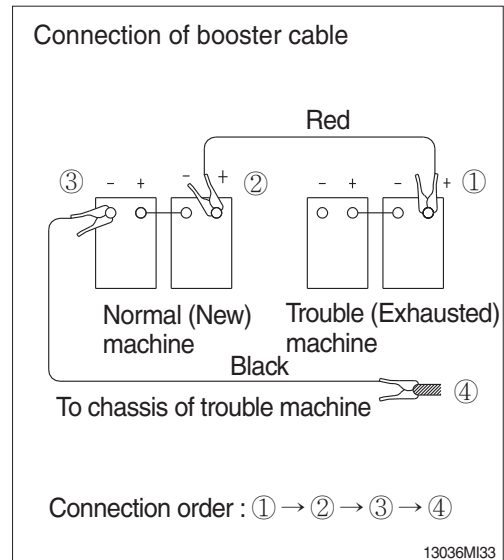 Connection of booster cable
Red
③ - + - + ② - + - + ①
Normal (New)
machine
Trouble (Exhausted)
machine
Black
To chassis of trouble machine ④
Connection order : ① → ② → ③ → ④
13036MI33